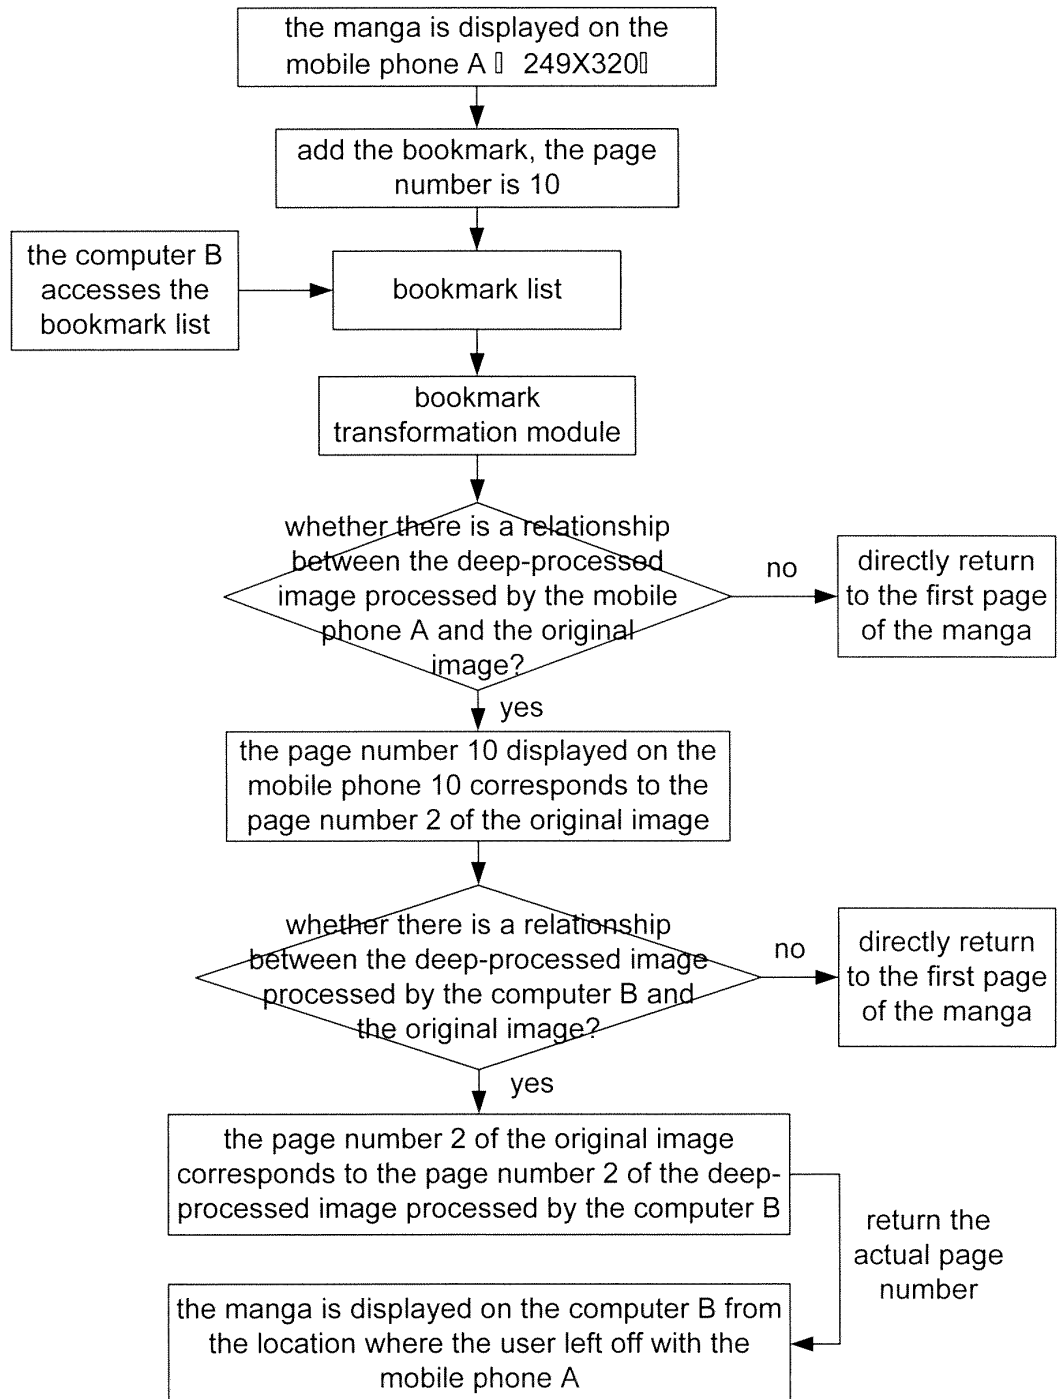 the manga is displayed on the
mobile phone A ▯ 249X320▯
add the bookmark, the page
number is 10
the computer B
accesses the
bookmark list
bookmark list
bookmark
transformation module
whether there is a relationship
between the deep-processed
image processed by the mobile
phone A and the original
image?
no
directly return
to the first page
of the manga
yes
the page number 10 displayed on the
mobile phone 10 corresponds to the
page number 2 of the original image
whether there is a relationship
between the deep-processed image
processed by the computer B and
the original image?
no
directly return
to the first page
of the manga
yes
the page number 2 of the original image
corresponds to the page number 2 of the deep-
processed image processed by the computer B
return the
actual page
number
the manga is displayed on the computer B from
the location where the user left off with the
mobile phone A